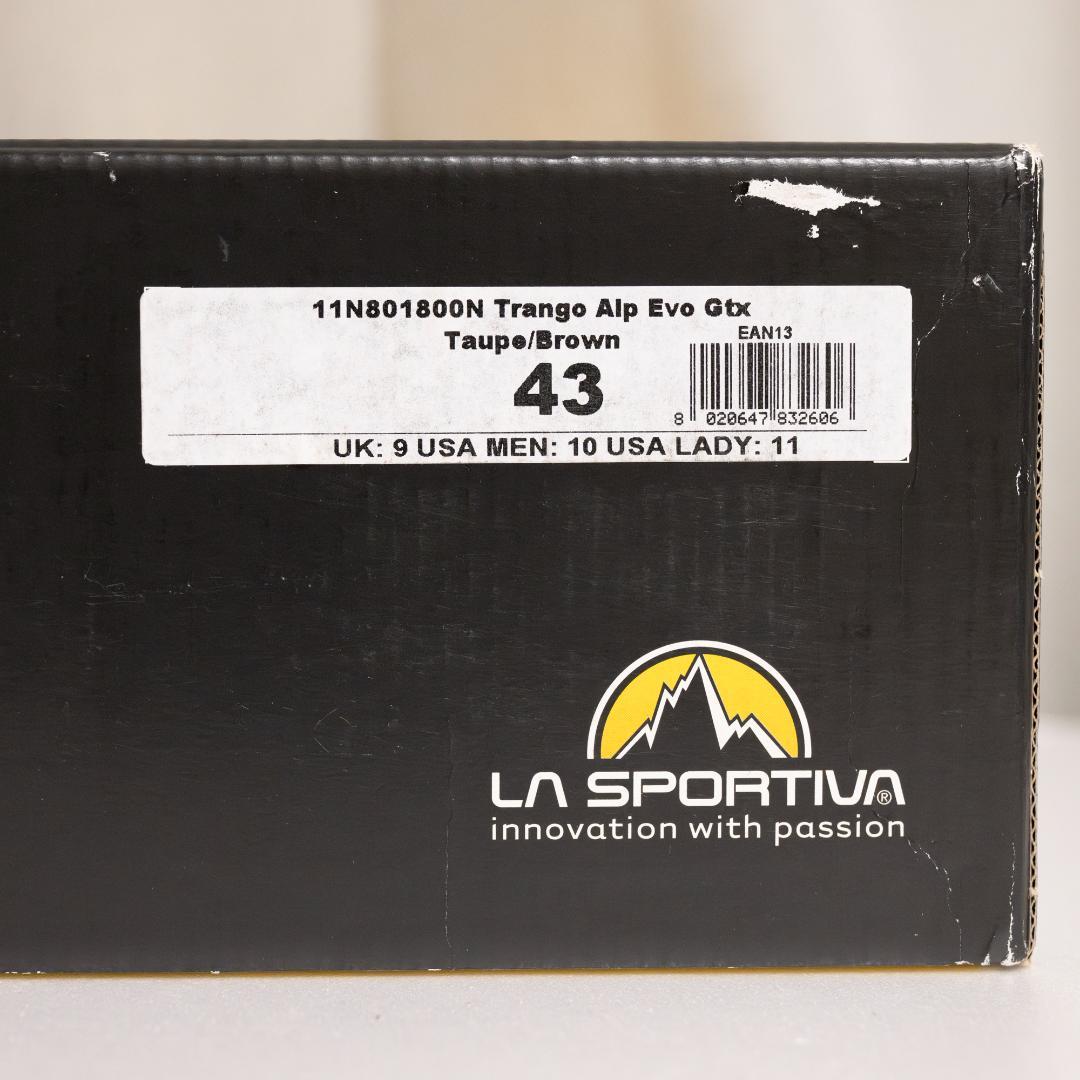 11N801800N Trango Alp Evo Gtx
Taupe/Brown
EAN13
43
8 020647 832606
UK: 9 USA MEN: 10 USA LADY: 11
LA SPORTIVA®
innovation with passion